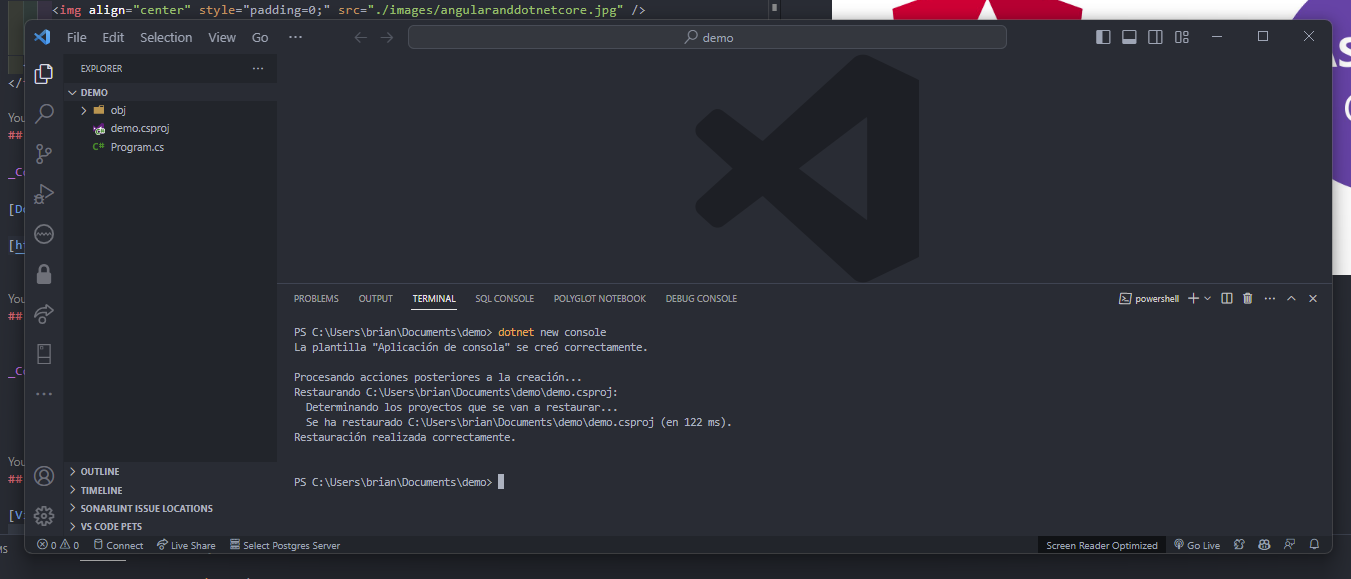 <img align="center" style="padding=0;" src="./images/angularanddotnetcore.jpg" />
File Edit Selection View Go ···
demo
EXPLORER
DEMO
obj
demo.csproj
C# Program.cs
OUTLINE
TIMELINE
SONARLINT ISSUE LOCATIONS
VS CODE PETS
PROBLEMS OUTPUT TERMINAL SQL CONSOLE POLYGLOT NOTEBOOK DEBUG CONSOLE
powershell
PS C:\Users\brian\Documents\demo> dotnet new console
La plantilla "Aplicación de consola" se creó correctamente.
Procesando acciones posteriores a la creación...
Restaurando C:\Users\brian\Documents\demo\demo.csproj:
Determinando los proyectos que se van a restaurar...
Se ha restaurado C:\Users\brian\Documents\demo\demo.csproj (en 122 ms).
Restauración realizada correctamente.
PS C:\Users\brian\Documents\demo>
0 0 Connect Live Share Select Postgres Server
Screen Reader Optimized Go Live